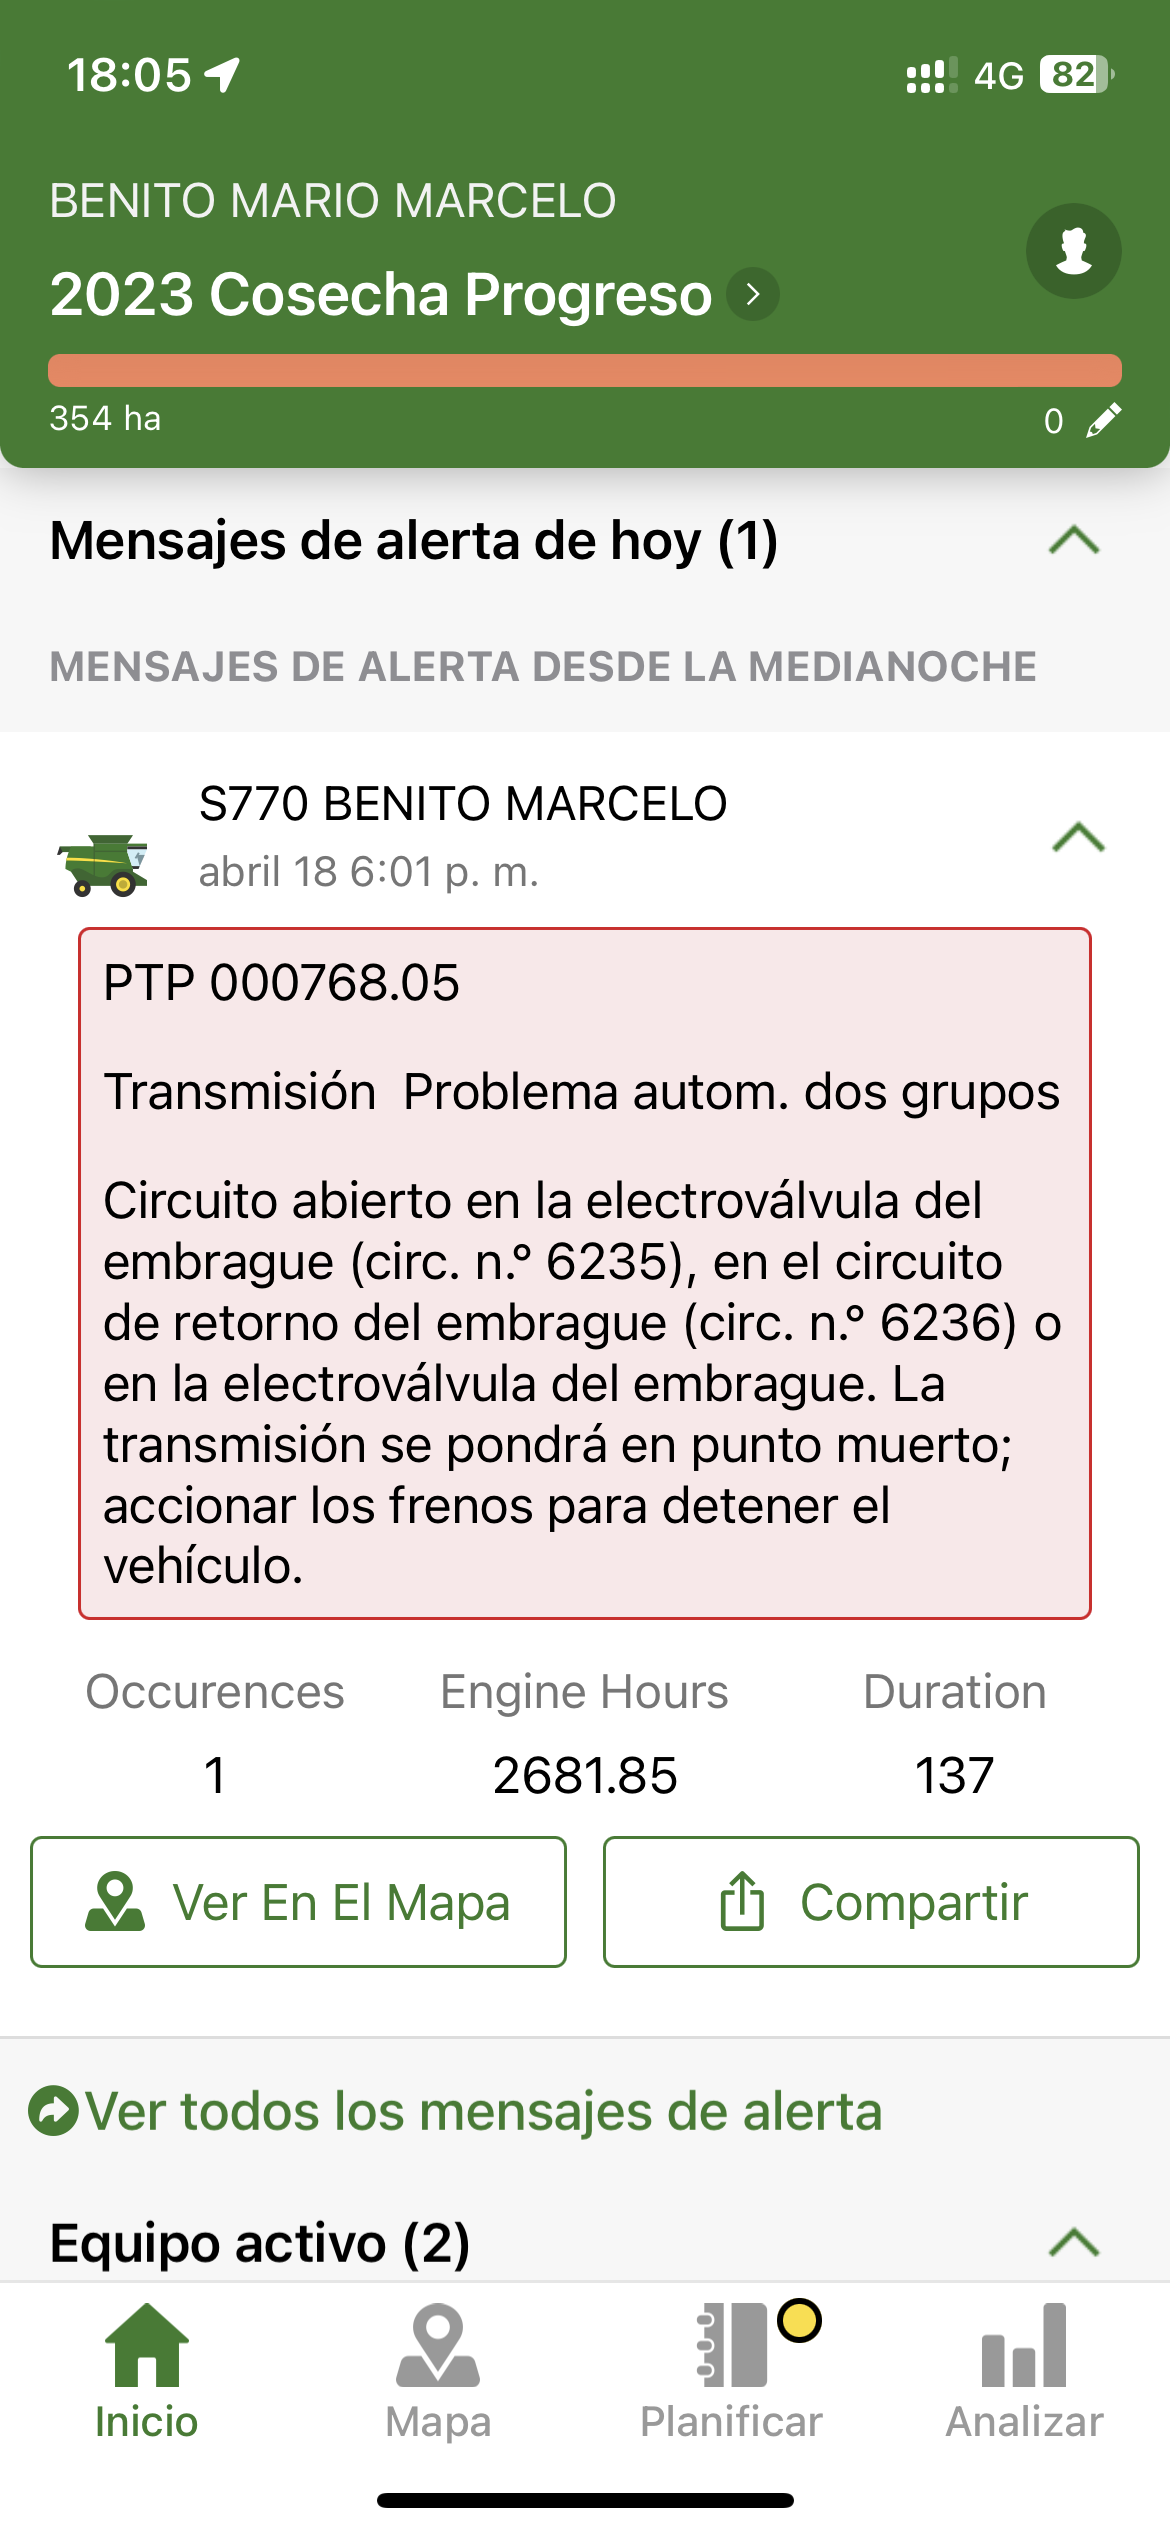 18:05
4G 82
BENITO MARIO MARCELO
2023 Cosecha Progreso
354 ha
0
Mensajes de alerta de hoy (1)
MENSAJES DE ALERTA DESDE LA MEDIANOCHE
S770 BENITO MARCELO
abril 18 6:01 p. m.
PTP 000768.05
Transmisión  Problema autom. dos grupos
Circuito abierto en la electroválvula del
embrague (circ. n.º 6235), en el circuito
de retorno del embrague (circ. n.º 6236) o
en la electroválvula del embrague. La
transmisión se pondrá en punto muerto;
accionar los frenos para detener el
vehículo.
Occurences Engine Hours Duration
1 2681.85 137
Ver En El Mapa Compartir
Ver todos los mensajes de alerta
Equipo activo (2)
Inicio Mapa Planificar Analizar